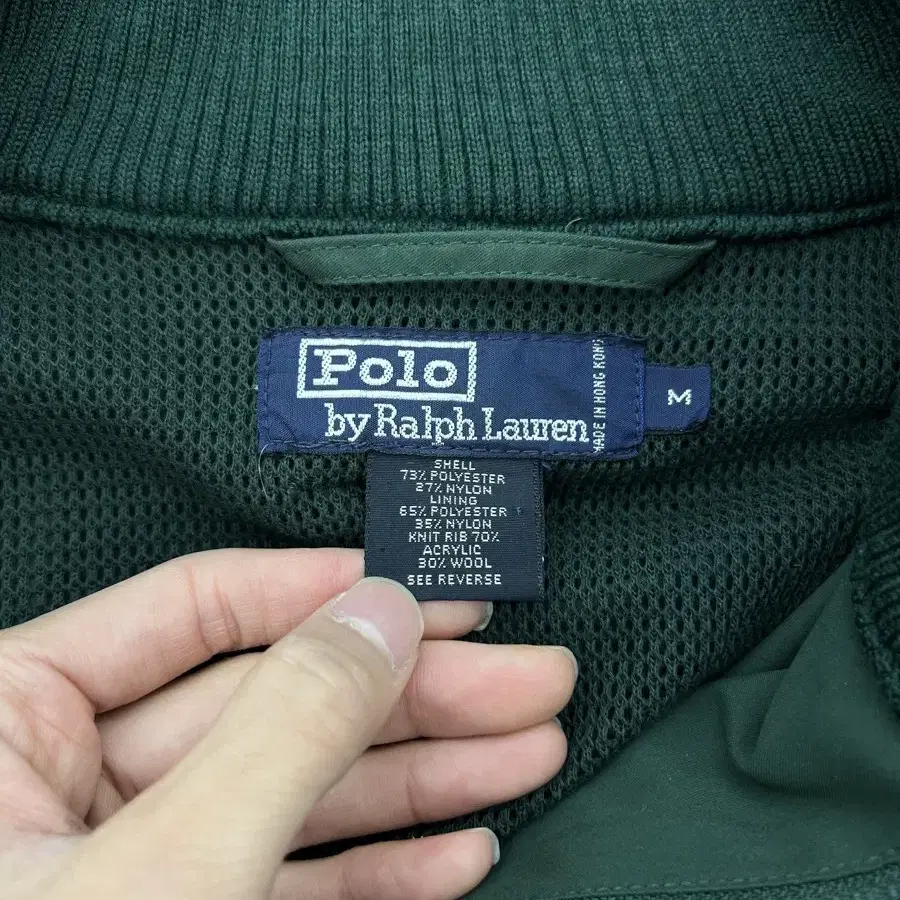 Polo
by Ralph Lauren
MADE IN HONG KONG
M
SHELL
73% POLYESTER
27% NYLON
LINING
65% POLYESTER
35% NYLON
KNIT RIB 70%
ACRYLIC
30% WOOL
SEE REVERSE